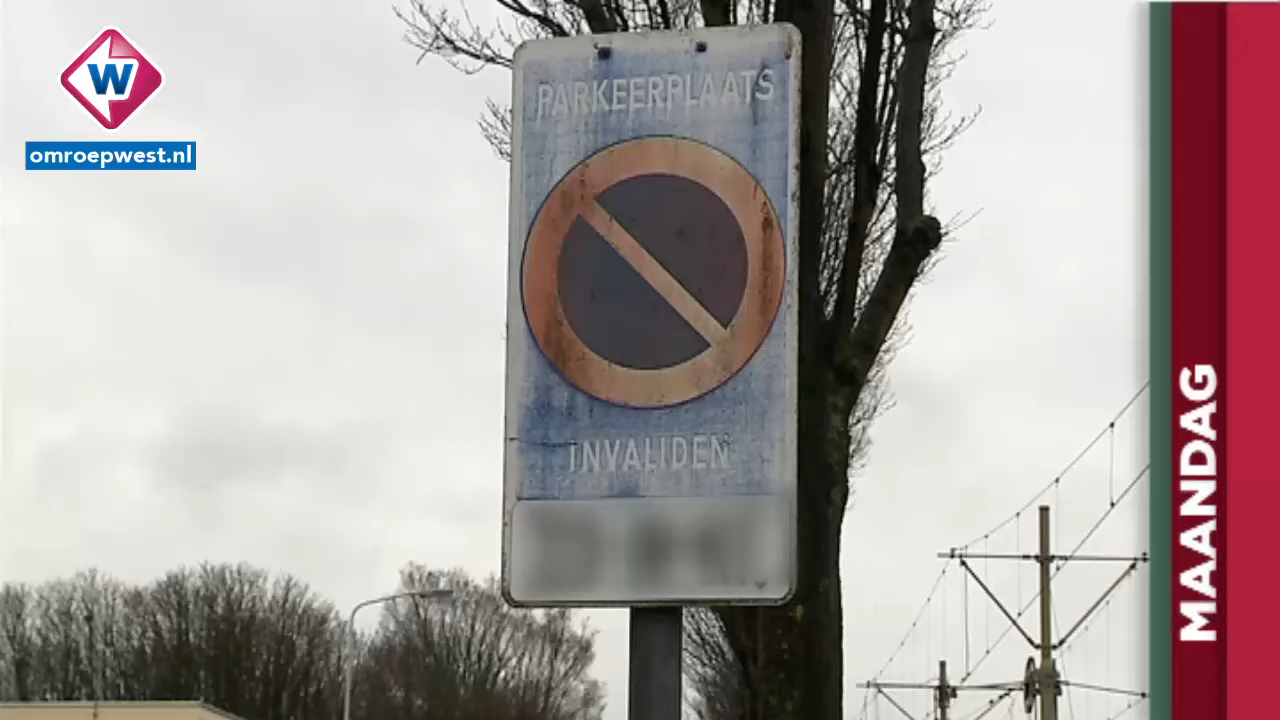 W
omroepwest.nl
PARKEERPLAATS
INVALIDEN
MAANDAG